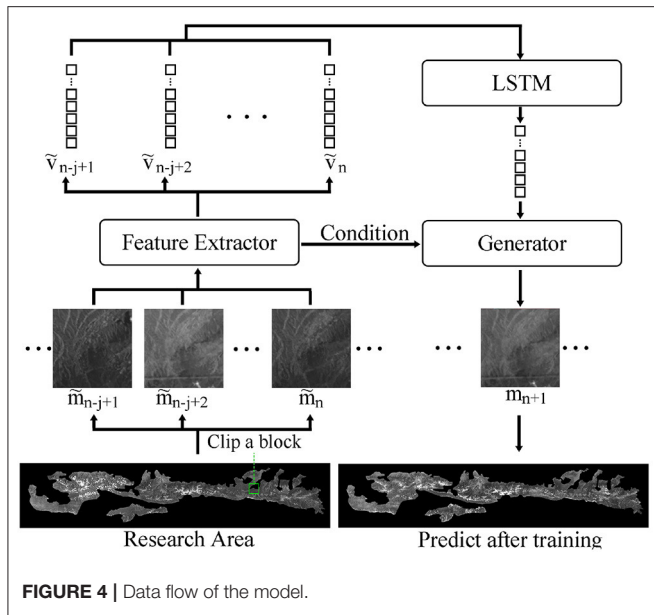 LSTM
ṽn-j+1 ṽn-j+2 ṽn
Feature Extractor Condition Generator
m̃n-j+1 m̃n-j+2 m̃n mn+1
Clip a block
Research Area Predict after training
FIGURE 4 | Data flow of the model.